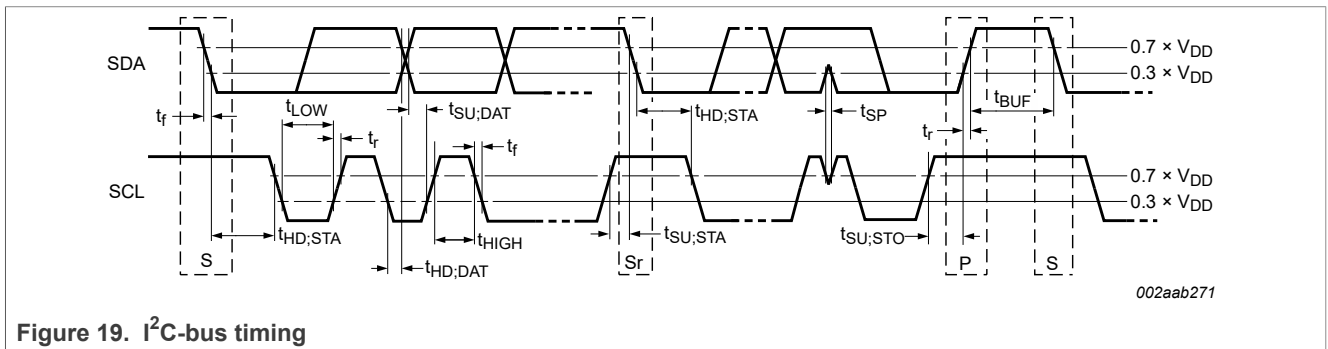 SDA
0.7 × VDD
0.3 × VDD
tf
tLOW
tSU;DAT
tHD;STA
tSP
tr
tBUF
tr
tf
SCL
0.7 × VDD
0.3 × VDD
tHD;STA
tHD;DAT
tHIGH
tSU;STA
tSU;STO
S
Sr
P
S
002aab271
Figure 19. I²C-bus timing